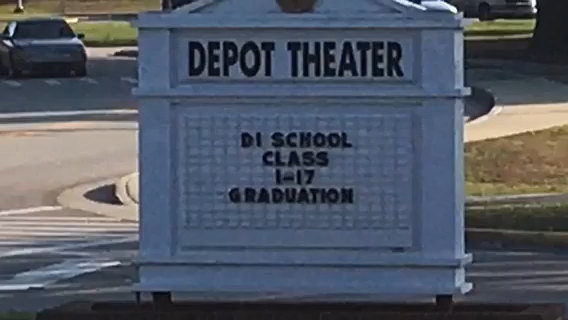 DEPOT THEATER
DI SCHOOL
CLASS
1-17
GRADUATION